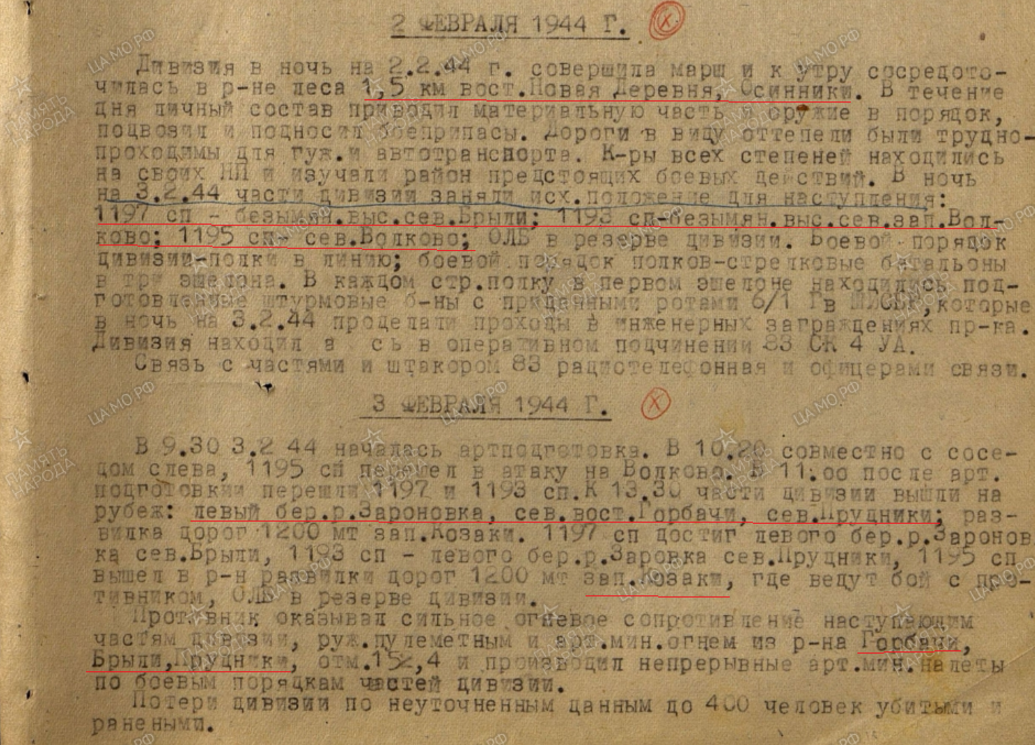 2 ФЕВРАЛЯ 1944 Г.
Дивизия в ночь на 2.2.44 г. совершила марш и к утру сосредото-
чилась в р-не леса 1,5 км вост.Новая Деревня, Осинники. В течение
дня личный состав приводил материальную часть и оружие в порядок,
подвозил и подносил боеприпасы. Дороги в виду оттепели были трудно-
проходимы для гуж.и автотранспорта. К-ры всех степеней находились
на своих НП и изучали район предстоящих боевых действий. В ночь
на 3.2.44 части дивизии заняли исх.положение для наступления:
1197 сп - безымян.выс.сев.Брыли; 1193 сп-безымян.выс.сев.зап.Вол-
ково; 1195 сп- сев.Волково; ОЛБ в резерве дивизии. Боевой порядок
дивизии-полки в линию; боевой порядок полков-стрелковые батальоны
в три эшелона. В каждом стр.полку в первом эшелоне находились под-
готовленные штурмовые б-ны с приданными ротами 6/1 Гв ШИСБр,которые
в ночь на 3.2.44 проделали проходы в инженерных заграждениях пр-ка.
Дивизия находил а сь в оперативном подчинении 83 СК 4 УА.
Связь с частями и штакором 83 радиотелефонная и офицерами связи.
3 ФЕВРАЛЯ 1944 Г.
В 9.30 3.2 44 началась артподготовка. В 10.20 совместно с сосе-
дом слева, 1195 сп перешел в атаку на Волково. В 11.оо после арт.
подготовки перешли 1197 и 1193 сп.К 13.30 части дивизии вышли на
рубеж: левый бер.р.Зароновка, сев.вост.Горбачи, сев.Прудники; раз-
вилка дорог 1200 мт зап.Козаки. 1197 сп достиг левого бер.р.Заронов
ка сев.Брыли, 1193 сп - левого бер.р.Заровка сев.Прудники, 1195 сп
вышел в р-н развилки дорог 1200 мт зап.Козаки, где ведут бой с про-
тивником, ОЛБ в резерве дивизии.
Противник оказывал сильное огневое сопротивление наступающим
частям дивизии, руж.пулеметным и арт.мин.огнем из р-на Горбачи,
Брыли,Прудники, отм.15 ,4 и производил непрерывные арт.мин.налеты
по боевым порядкам частей дивизии.
Потери дивизии по неуточненным данным до 400 человек убитыми и
ранеными.